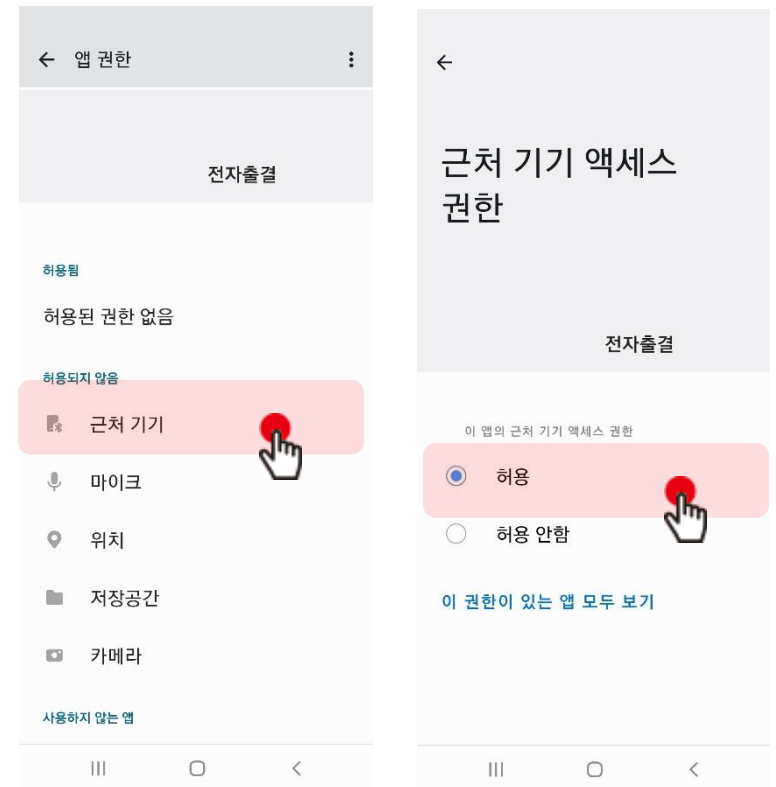 앱 권한
전자출결
허용됨
허용된 권한 없음
허용되지 않음
근처 기기
마이크
위치
저장공간
카메라
사용하지 않는 앱
근처 기기 액세스
권한
전자출결
이 앱의 근처 기기 액세스 권한
허용
허용 안함
이 권한이 있는 앱 모두 보기